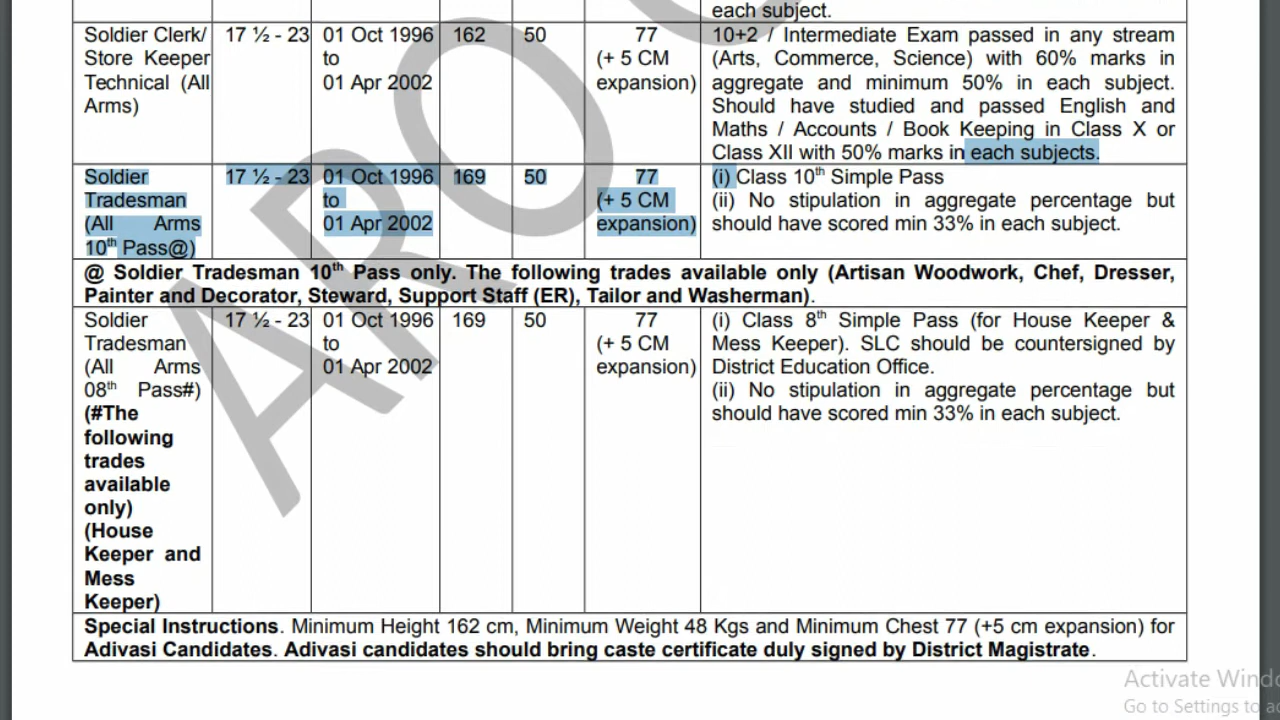 each subject.
Soldier Clerk/ 17 ½ - 23 01 Oct 1996 162 50 77 10+2 / Intermediate Exam passed in any stream
Store Keeper to (+ 5 CM (Arts, Commerce, Science) with 60% marks in
Technical (All 01 Apr 2002 expansion) aggregate and minimum 50% in each subject.
Arms) Should have studied and passed English and
Maths / Accounts / Book Keeping in Class X or
Class XII with 50% marks in each subjects.
Soldier 17 ½ - 23 01 Oct 1996 169 50 77 (i) Class 10th Simple Pass
Tradesman to (+ 5 CM (ii) No stipulation in aggregate percentage but
(All Arms 01 Apr 2002 expansion) should have scored min 33% in each subject.
10th Pass@)
@ Soldier Tradesman 10th Pass only. The following trades available only (Artisan Woodwork, Chef, Dresser,
Painter and Decorator, Steward, Support Staff (ER), Tailor and Washerman).
Soldier 17 ½ - 23 01 Oct 1996 169 50 77 (i) Class 8th Simple Pass (for House Keeper &
Tradesman to (+ 5 CM Mess Keeper). SLC should be countersigned by
(All Arms 01 Apr 2002 expansion) District Education Office.
08th Pass#) (ii) No stipulation in aggregate percentage but
(#The should have scored min 33% in each subject.
following
trades
available
only)
(House
Keeper and
Mess
Keeper)
Special Instructions. Minimum Height 162 cm, Minimum Weight 48 Kgs and Minimum Chest 77 (+5 cm expansion) for
Adivasi Candidates. Adivasi candidates should bring caste certificate duly signed by District Magistrate.
ARO
Activate Windo
Go to Settings to a